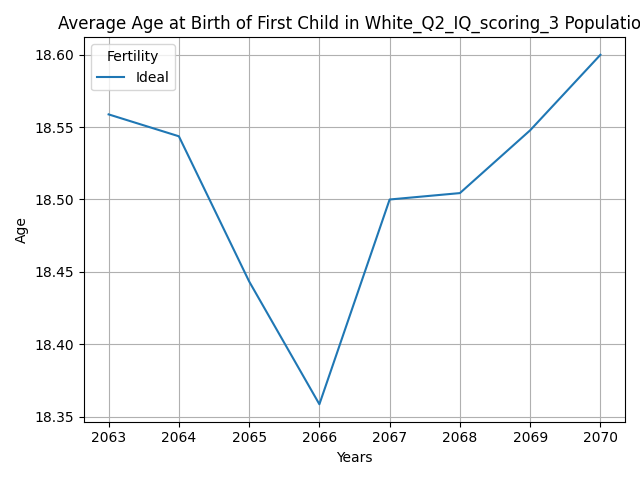 Average Age at Birth of First Child in White_Q2_IQ_scoring_3 Populatio
Fertility
Ideal
18.60
18.55
18.50
18.45
18.40
18.35
Age
2063 2064 2065 2066 2067 2068 2069 2070
Years